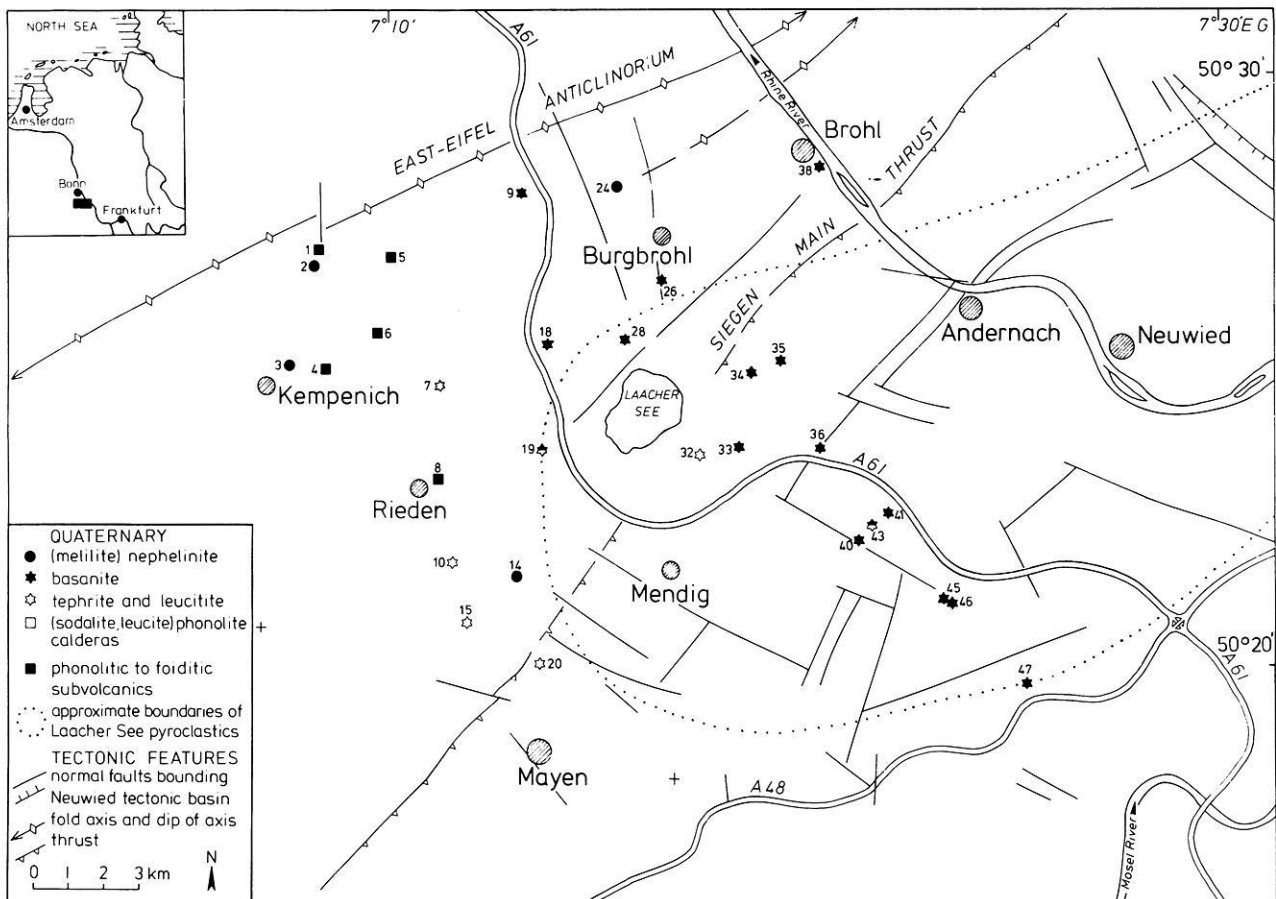 NORTH SEA
Amsterdam
Bonn
Frankfurt
7° 10'
A61
7° 30' E G
50° 30'
EAST-EIFEL ANTICLINORIUM
Rhine River
Brohl
38
SIEGEN MAIN THRUST
9
24
Burgbrohl
26
1
2
5
6
3
4
Kempenich
7
18
28
Andernach
Neuwied
35
34
LAACHER
SEE
19
32
33
36
A61
8
Rieden
41
43
40
10
14
Mendig
45
46
15
20
50° 20'
A61
47
Mayen
A48
Mosel River
QUATERNARY
(melilite) nephelinite
basanite
tephrite and leucitite
(sodalite, leucite) phonolite
calderas
phonolitic to foiditic
subvolcanics
approximate boundaries of
Laacher See pyroclastics
TECTONIC FEATURES
normal faults bounding
Neuwied tectonic basin
fold axis and dip of axis
thrust
0 1 2 3 km
N